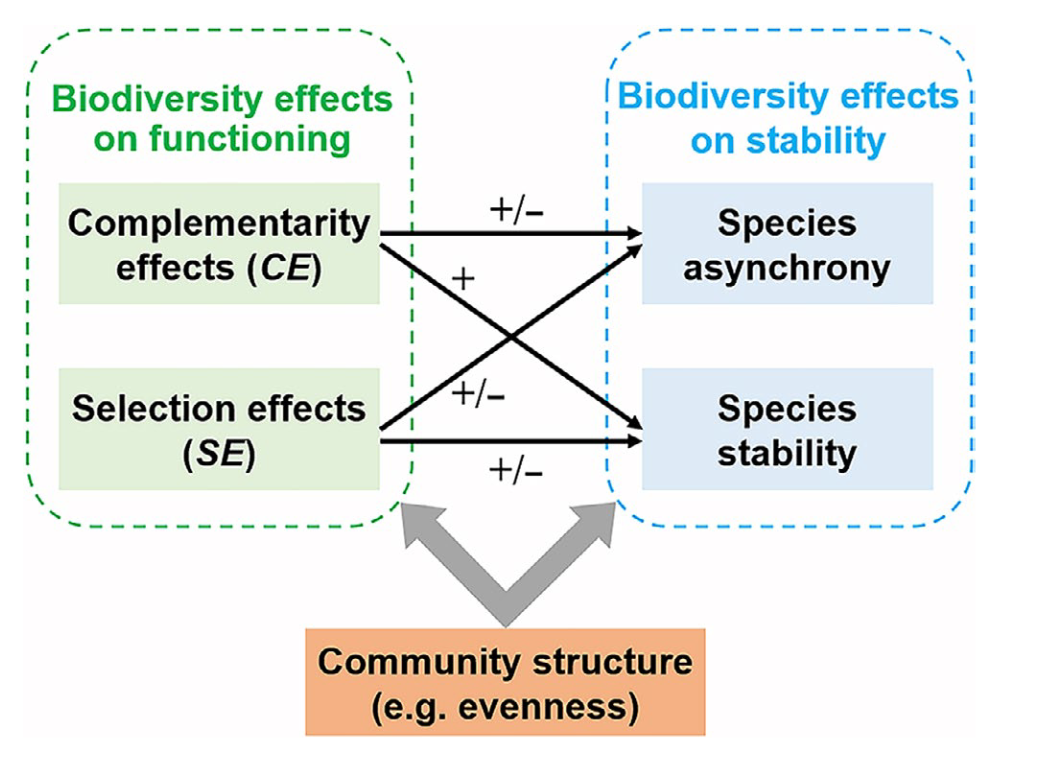 Biodiversity effects
on functioning
Biodiversity effects
on stability
Complementarity
effects (CE)
+/–
Species
asynchrony
+
Selection effects
(SE)
+/–
+/–
Species
stability
Community structure
(e.g. evenness)